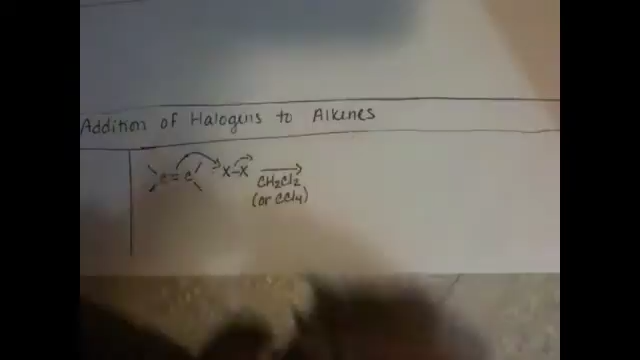 Addition of Halogens to Alkenes
C=C X-X
CH2Cl2
(or CCl4)